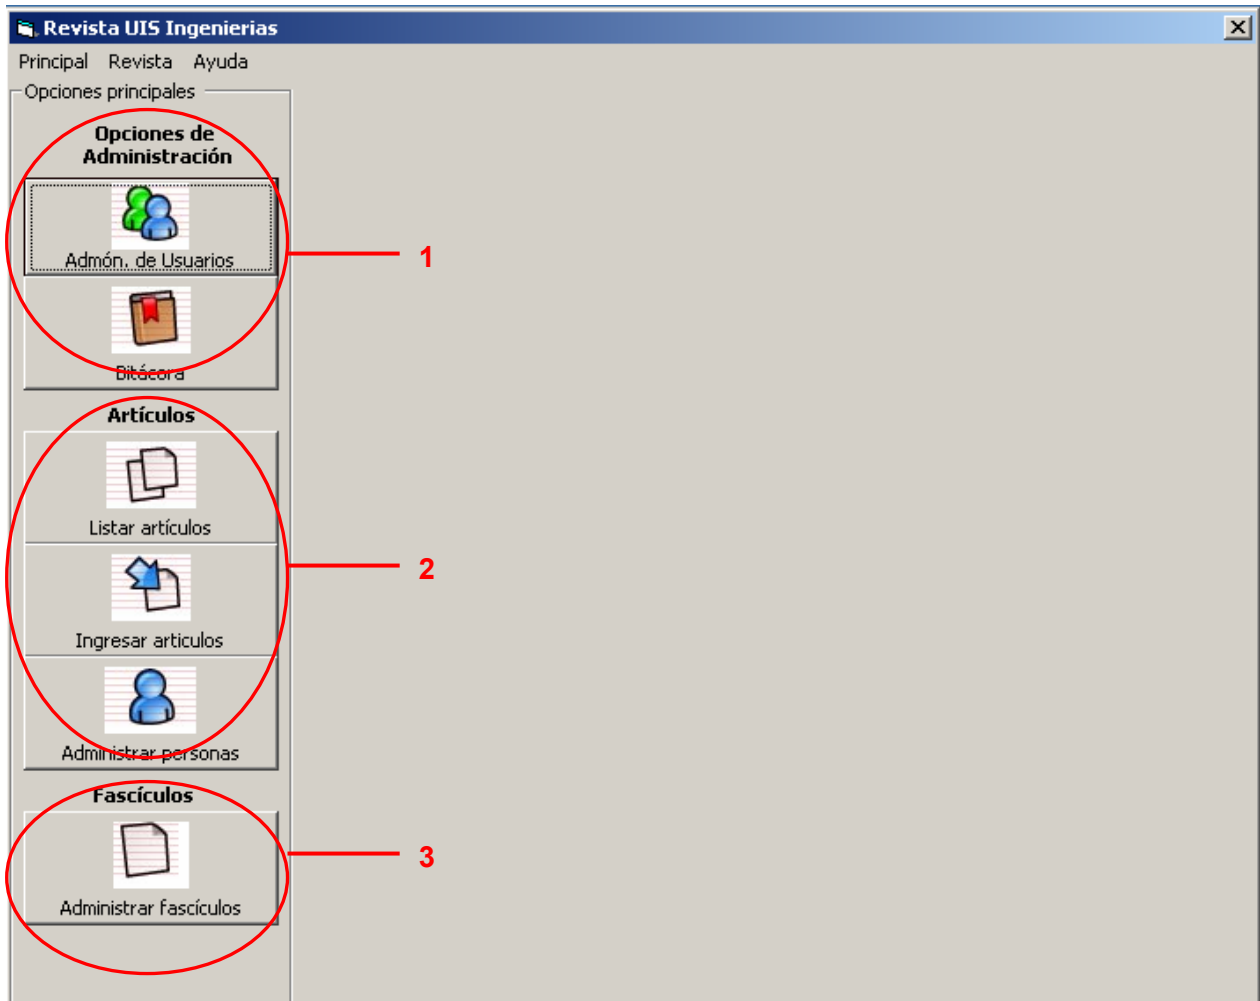 Revista UIS Ingenierias
Principal Revista Ayuda
Opciones principales
Opciones de
Administración
Admón. de Usuarios
1
Bitácora
Artículos
Listar artículos
2
Ingresar articulos
Administrar personas
Fascículos
3
Administrar fascículos